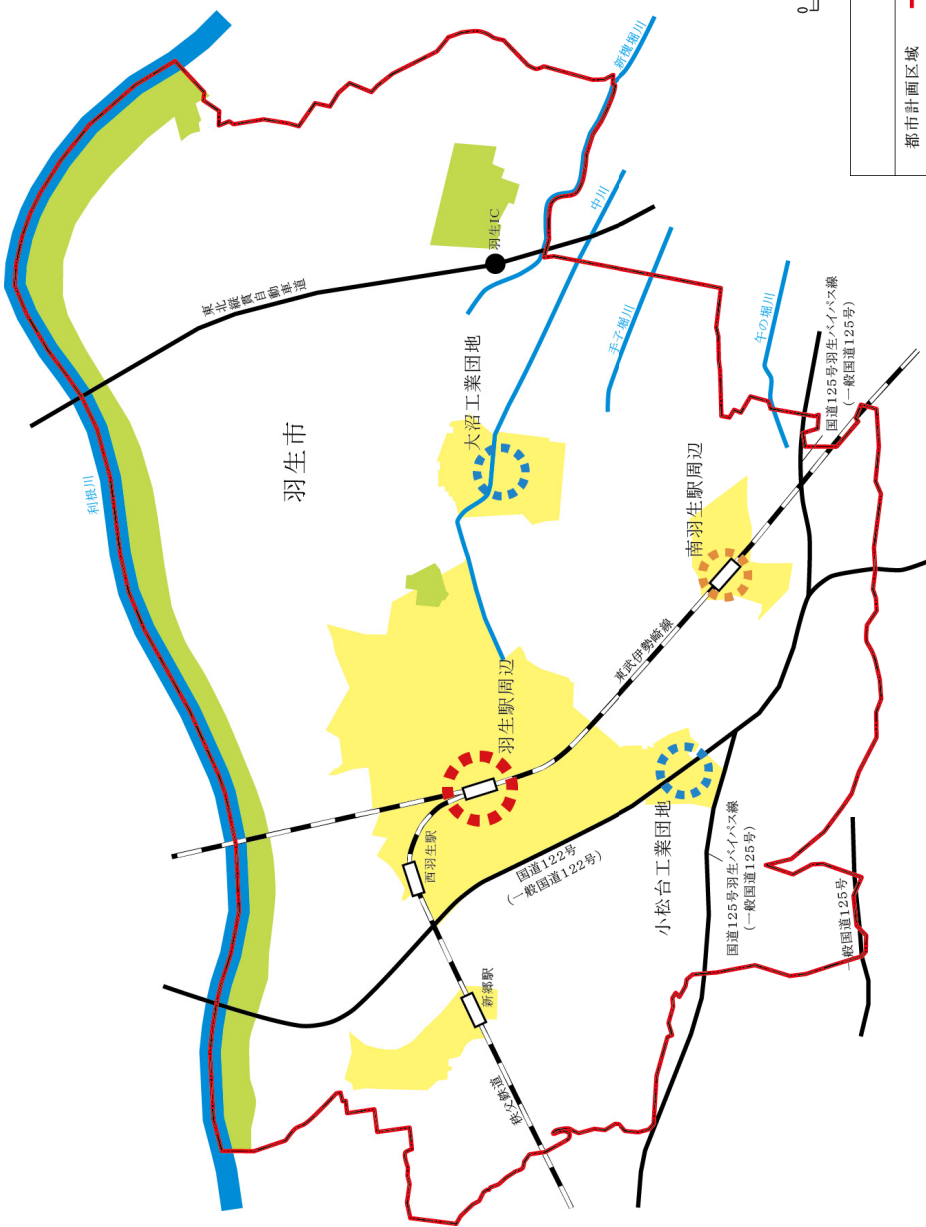 利根川
東北縦貫自動車道
羽生市
羽生IC
新槐堀川
中川
手子堀川
午の堀川
大沼工業団地
南羽生駅周辺
羽生駅周辺
東武伊勢崎線
西羽生駅
新郷駅
秩父鉄道
国道122号
(一般国道122号)
小松台工業団地
国道125号羽生バイパス線
(一般国道125号)
国道125号羽生バイパス線
(一般国道125号)
一般国道125号
0
都市計画区域